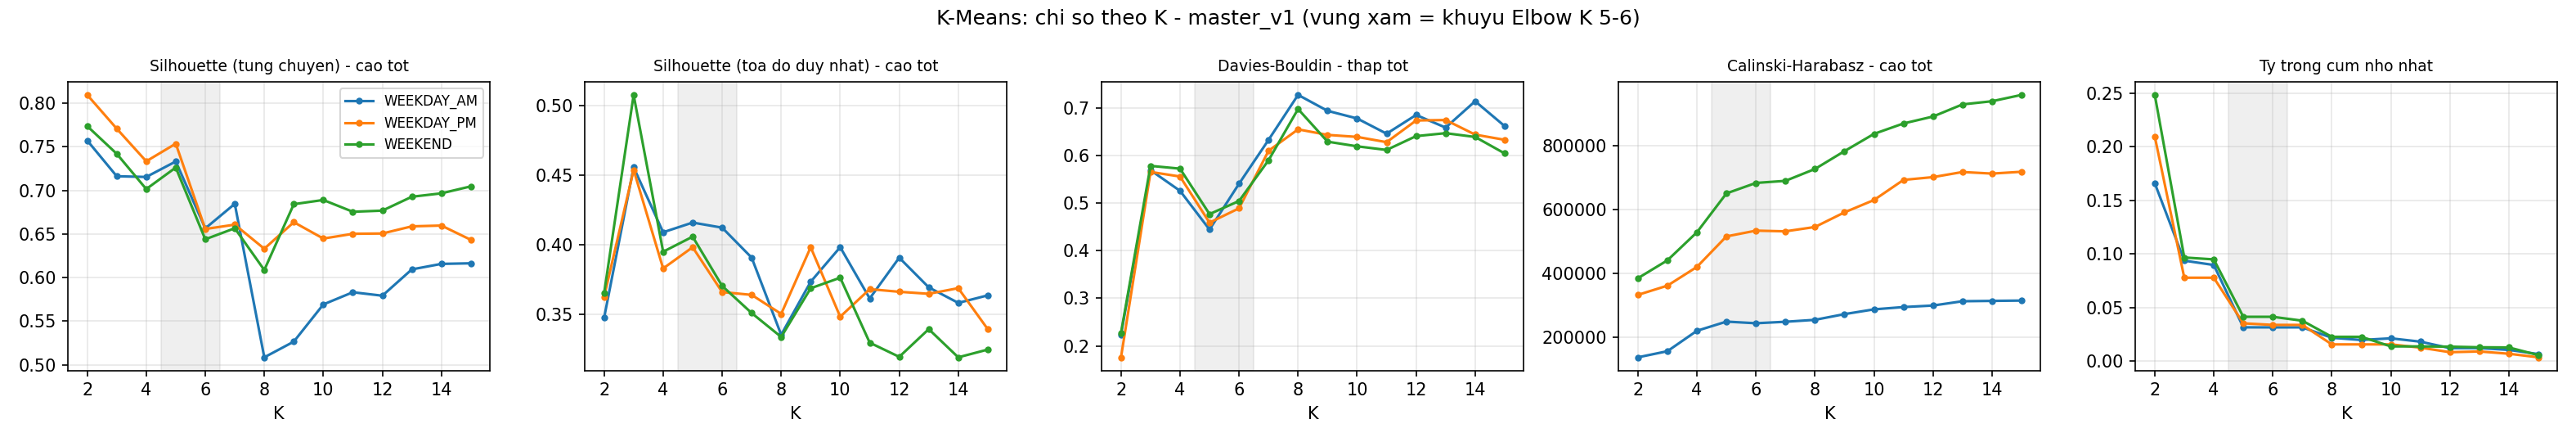 K-Means: chi so theo K - master_v1 (vung xam = khuyu Elbow K 5-6)
Silhouette (tung chuyen) - cao tot
0.80
0.75
0.70
0.65
0.60
0.55
0.50
WEEKDAY_AM
WEEKDAY_PM
WEEKEND
2 4 6 8 10 12 14
K
Silhouette (toa do duy nhat) - cao tot
0.50
0.45
0.40
0.35
2 4 6 8 10 12 14
K
Davies-Bouldin - thap tot
0.7
0.6
0.5
0.4
0.3
0.2
2 4 6 8 10 12 14
K
Calinski-Harabasz - cao tot
800000
600000
400000
200000
2 4 6 8 10 12 14
K
Ty trong cum nho nhat
0.25
0.20
0.15
0.10
0.05
0.00
2 4 6 8 10 12 14
K